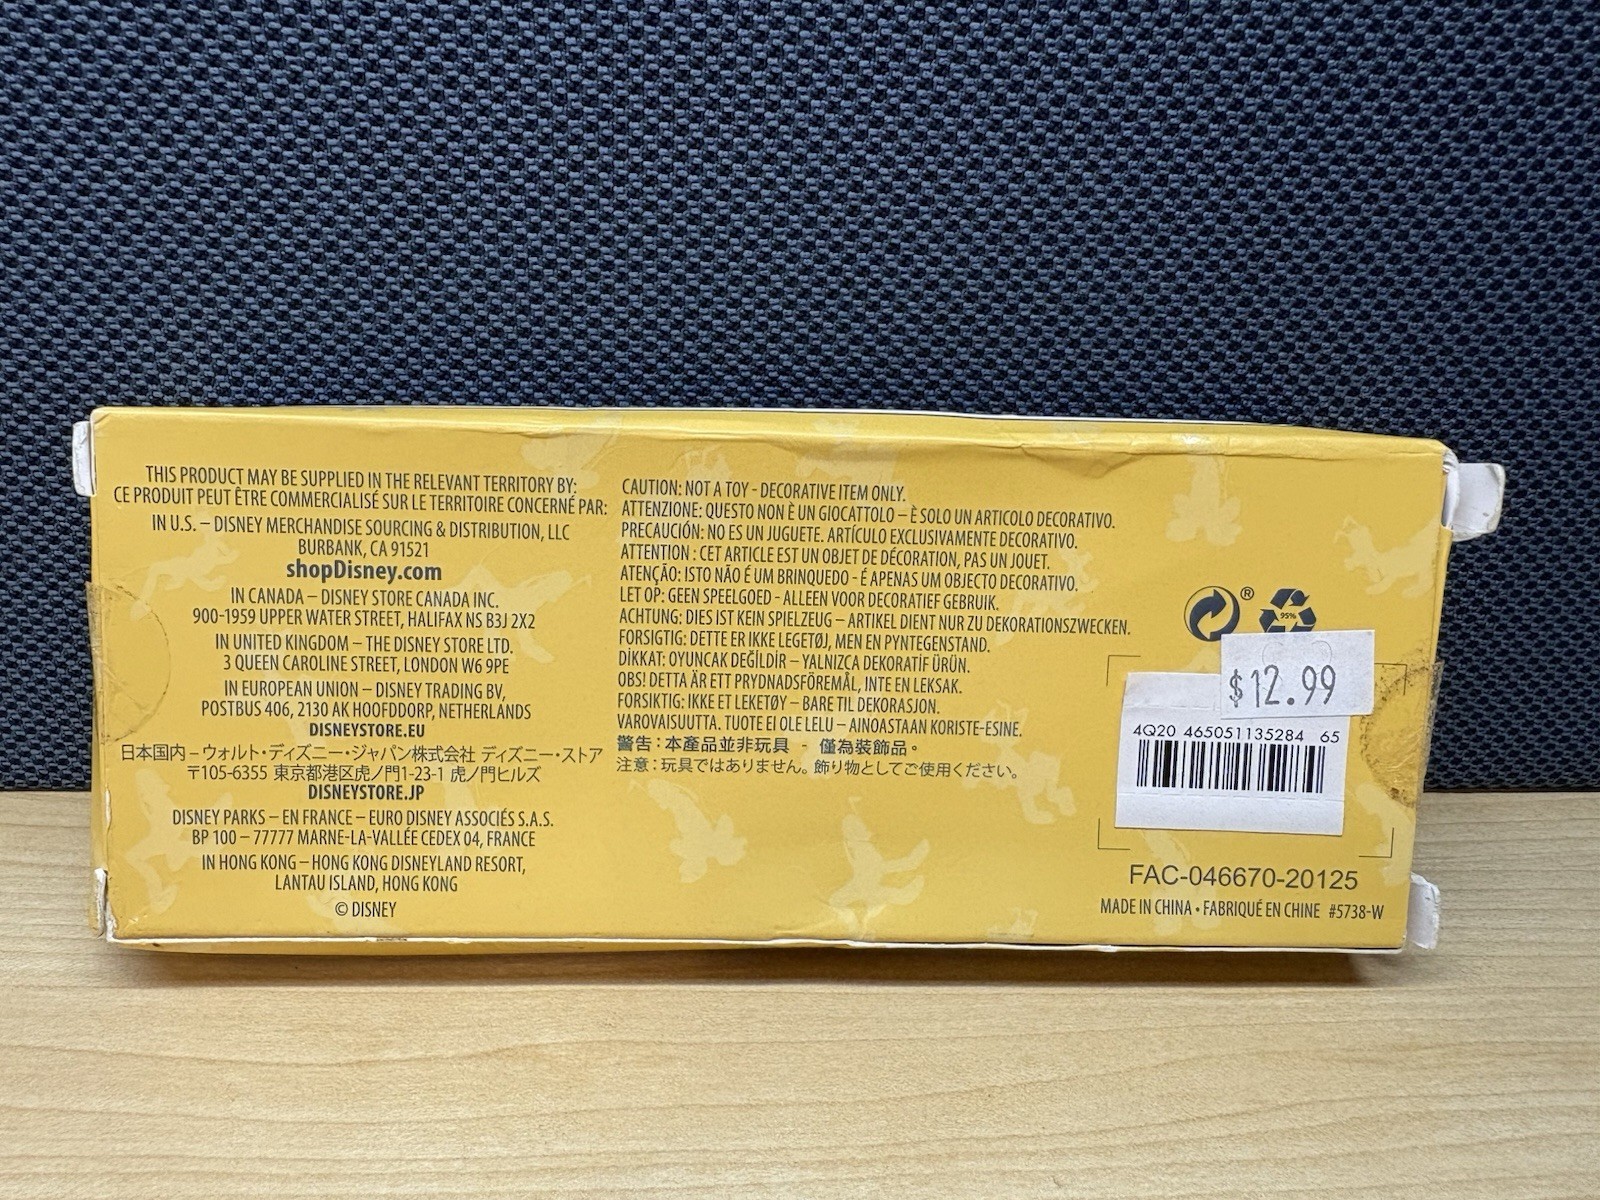 THIS PRODUCT MAY BE SUPPLIED IN THE RELEVANT TERRITORY BY:
CE PRODUIT PEUT ÊTRE COMMERCIALISÉ SUR LE TERRITOIRE CONCERNÉ PAR:
IN U.S. – DISNEY MERCHANDISE SOURCING & DISTRIBUTION, LLC
BURBANK, CA 91521
shopDisney.com
IN CANADA – DISNEY STORE CANADA INC.
900-1959 UPPER WATER STREET, HALIFAX NS B3J 2X2
IN UNITED KINGDOM – THE DISNEY STORE LTD.
3 QUEEN CAROLINE STREET, LONDON W6 9PE
IN EUROPEAN UNION – DISNEY TRADING BV,
POSTBUS 406, 2130 AK HOOFDDORP, NETHERLANDS
DISNEYSTORE.EU
日本国内 – ウォルト・ディズニー・ジャパン株式会社 ディズニー・ストア
〒105-6355 東京都港区虎ノ門1-23-1 虎ノ門ヒルズ
DISNEYSTORE.JP
DISNEY PARKS – EN FRANCE – EURO DISNEY ASSOCIÉS S.A.S.
BP 100 – 77777 MARNE-LA-VALLÉE CEDEX 04, FRANCE
IN HONG KONG – HONG KONG DISNEYLAND RESORT,
LANTAU ISLAND, HONG KONG
© DISNEY
CAUTION: NOT A TOY - DECORATIVE ITEM ONLY.
ATTENZIONE: QUESTO NON È UN GIOCATTOLO – È SOLO UN ARTICOLO DECORATIVO.
PRECAUCIÓN: NO ES UN JUGUETE. ARTÍCULO EXCLUSIVAMENTE DECORATIVO.
ATTENTION : CET ARTICLE EST UN OBJET DE DÉCORATION, PAS UN JOUET.
ATENÇÃO: ISTO NÃO É UM BRINQUEDO - É APENAS UM OBJECTO DECORATIVO.
LET OP: GEEN SPEELGOED - ALLEEN VOOR DECORATIEF GEBRUIK.
ACHTUNG: DIES IST KEIN SPIELZEUG – ARTIKEL DIENT NUR ZU DEKORATIONSZWECKEN.
FORSIGTIG: DETTE ER IKKE LEGETØJ, MEN EN PYNTEGENSTAND.
DİKKAT: OYUNCAK DEĞİLDİR – YALNIZCA DEKORATİF ÜRÜN.
OBS! DETTA ÄR ETT PRYDNADSFÖREMÅL, INTE EN LEKSAK.
FORSIKTIG: IKKE ET LEKETØY – BARE TIL DEKORASJON.
VAROVAISUUTTA. TUOTE EI OLE LELU – AINOASTAAN KORISTE-ESINE.
警告：本產品並非玩具 - 僅為裝飾品。
注意：玩具ではありません。飾り物としてご使用ください。
®
95%
$12.99
4Q20 465051135284 65
FAC-046670-20125
MADE IN CHINA • FABRIQUÉ EN CHINE #5738-W